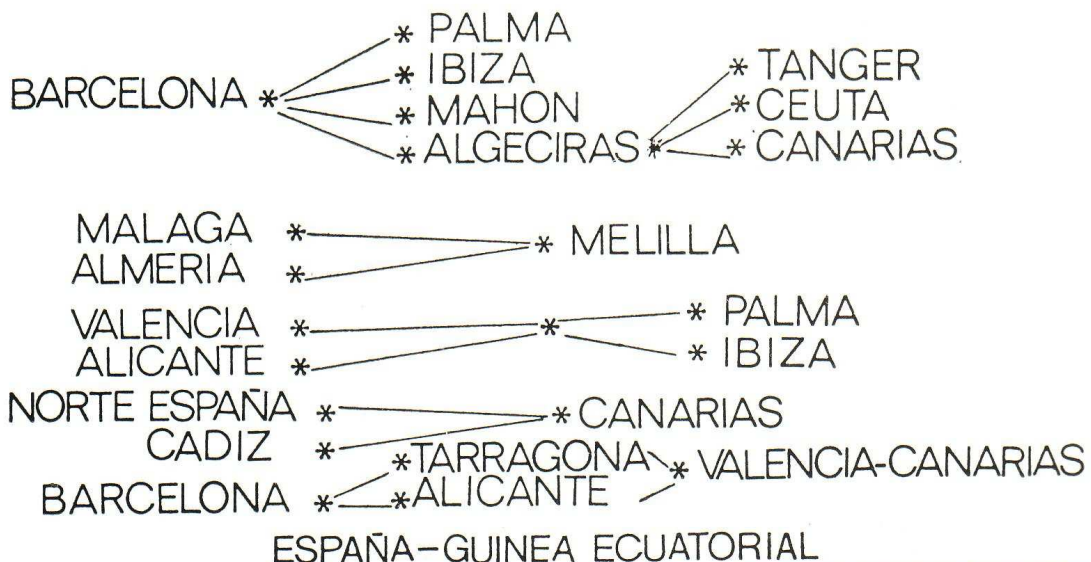 * PALMA
* IBIZA
BARCELONA *
* MAHON
* ALGECIRAS *
* TANGER
* CEUTA
* CANARIAS.
MALAGA *
ALMERIA *
* MELILLA
VALENCIA *
ALICANTE *
*
* PALMA
* IBIZA
NORTE ESPAÑA *
CADIZ *
* CANARIAS
BARCELONA *
* TARRAGONA
* ALICANTE
* VALENCIA-CANARIAS
ESPAÑA-GUINEA ECUATORIAL